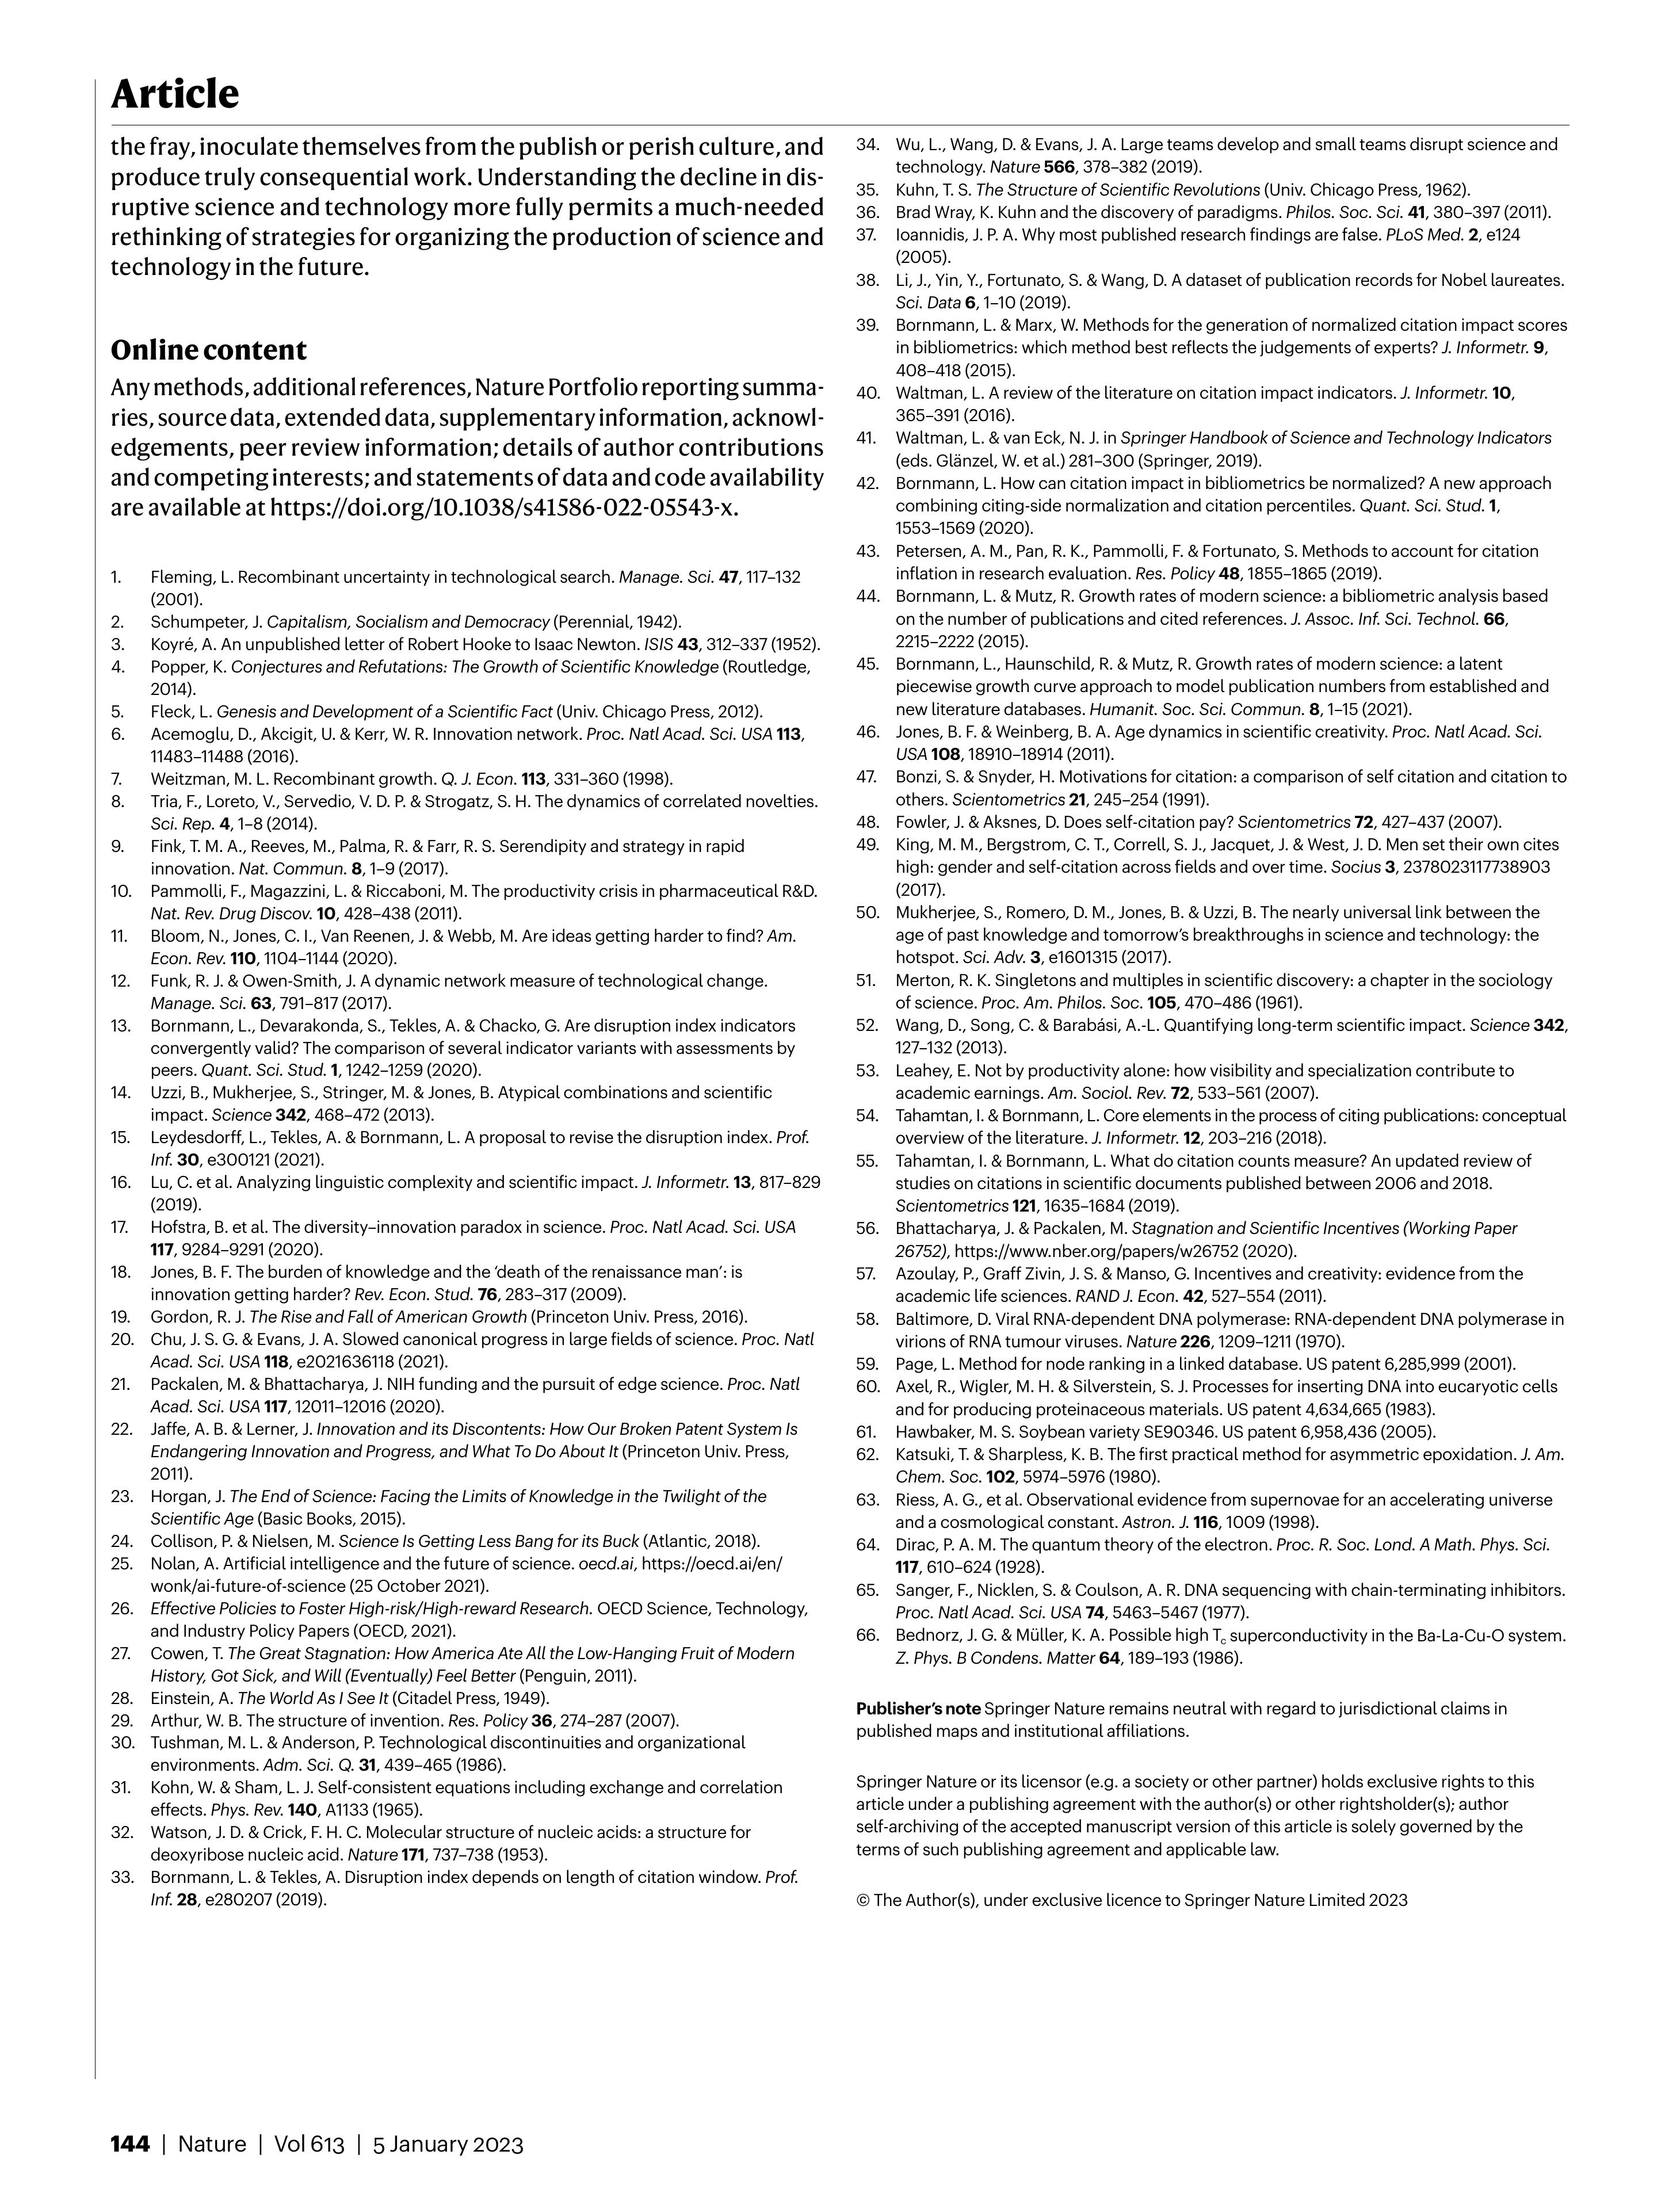 Article
the fray, inoculate themselves from the publish or perish culture, and
produce truly consequential work. Understanding the decline in dis-
ruptive science and technology more fully permits a much-needed
rethinking of strategies for organizing the production of science and
technology in the future.
Online content
Any methods, additional references, Nature Portfolio reporting summa-
ries, source data, extended data, supplementary information, acknowl-
edgements, peer review information; details of author contributions
and competing interests; and statements of data and code availability
are available at https://doi.org/10.1038/s41586-022-05543-x.
1. Fleming, L. Recombinant uncertainty in technological search. Manage. Sci. 47, 117–132
(2001).
2. Schumpeter, J. Capitalism, Socialism and Democracy (Perennial, 1942).
3. Koyré, A. An unpublished letter of Robert Hooke to Isaac Newton. ISIS 43, 312–337 (1952).
4. Popper, K. Conjectures and Refutations: The Growth of Scientific Knowledge (Routledge,
2014).
5. Fleck, L. Genesis and Development of a Scientific Fact (Univ. Chicago Press, 2012).
6. Acemoglu, D., Akcigit, U. & Kerr, W. R. Innovation network. Proc. Natl Acad. Sci. USA 113,
11483–11488 (2016).
7. Weitzman, M. L. Recombinant growth. Q. J. Econ. 113, 331–360 (1998).
8. Tria, F., Loreto, V., Servedio, V. D. P. & Strogatz, S. H. The dynamics of correlated novelties.
Sci. Rep. 4, 1–8 (2014).
9. Fink, T. M. A., Reeves, M., Palma, R. & Farr, R. S. Serendipity and strategy in rapid
innovation. Nat. Commun. 8, 1–9 (2017).
10. Pammolli, F., Magazzini, L. & Riccaboni, M. The productivity crisis in pharmaceutical R&D.
Nat. Rev. Drug Discov. 10, 428–438 (2011).
11. Bloom, N., Jones, C. I., Van Reenen, J. & Webb, M. Are ideas getting harder to find? Am.
Econ. Rev. 110, 1104–1144 (2020).
12. Funk, R. J. & Owen-Smith, J. A dynamic network measure of technological change.
Manage. Sci. 63, 791–817 (2017).
13. Bornmann, L., Devarakonda, S., Tekles, A. & Chacko, G. Are disruption index indicators
convergently valid? The comparison of several indicator variants with assessments by
peers. Quant. Sci. Stud. 1, 1242–1259 (2020).
14. Uzzi, B., Mukherjee, S., Stringer, M. & Jones, B. Atypical combinations and scientific
impact. Science 342, 468–472 (2013).
15. Leydesdorff, L., Tekles, A. & Bornmann, L. A proposal to revise the disruption index. Prof.
Inf. 30, e300121 (2021).
16. Lu, C. et al. Analyzing linguistic complexity and scientific impact. J. Informetr. 13, 817–829
(2019).
17. Hofstra, B. et al. The diversity–innovation paradox in science. Proc. Natl Acad. Sci. USA
117, 9284–9291 (2020).
18. Jones, B. F. The burden of knowledge and the ‘death of the renaissance man’: is
innovation getting harder? Rev. Econ. Stud. 76, 283–317 (2009).
19. Gordon, R. J. The Rise and Fall of American Growth (Princeton Univ. Press, 2016).
20. Chu, J. S. G. & Evans, J. A. Slowed canonical progress in large fields of science. Proc. Natl
Acad. Sci. USA 118, e2021636118 (2021).
21. Packalen, M. & Bhattacharya, J. NIH funding and the pursuit of edge science. Proc. Natl
Acad. Sci. USA 117, 12011–12016 (2020).
22. Jaffe, A. B. & Lerner, J. Innovation and its Discontents: How Our Broken Patent System Is
Endangering Innovation and Progress, and What To Do About It (Princeton Univ. Press,
2011).
23. Horgan, J. The End of Science: Facing the Limits of Knowledge in the Twilight of the
Scientific Age (Basic Books, 2015).
24. Collison, P. & Nielsen, M. Science Is Getting Less Bang for its Buck (Atlantic, 2018).
25. Nolan, A. Artificial intelligence and the future of science. oecd.ai, https://oecd.ai/en/
wonk/ai-future-of-science (25 October 2021).
26. Effective Policies to Foster High-risk/High-reward Research. OECD Science, Technology,
and Industry Policy Papers (OECD, 2021).
27. Cowen, T. The Great Stagnation: How America Ate All the Low-Hanging Fruit of Modern
History, Got Sick, and Will (Eventually) Feel Better (Penguin, 2011).
28. Einstein, A. The World As I See It (Citadel Press, 1949).
29. Arthur, W. B. The structure of invention. Res. Policy 36, 274–287 (2007).
30. Tushman, M. L. & Anderson, P. Technological discontinuities and organizational
environments. Adm. Sci. Q. 31, 439–465 (1986).
31. Kohn, W. & Sham, L. J. Self-consistent equations including exchange and correlation
effects. Phys. Rev. 140, A1133 (1965).
32. Watson, J. D. & Crick, F. H. C. Molecular structure of nucleic acids: a structure for
deoxyribose nucleic acid. Nature 171, 737–738 (1953).
33. Bornmann, L. & Tekles, A. Disruption index depends on length of citation window. Prof.
Inf. 28, e280207 (2019).
34. Wu, L., Wang, D. & Evans, J. A. Large teams develop and small teams disrupt science and
technology. Nature 566, 378–382 (2019).
35. Kuhn, T. S. The Structure of Scientific Revolutions (Univ. Chicago Press, 1962).
36. Brad Wray, K. Kuhn and the discovery of paradigms. Philos. Soc. Sci. 41, 380–397 (2011).
37. Ioannidis, J. P. A. Why most published research findings are false. PLoS Med. 2, e124
(2005).
38. Li, J., Yin, Y., Fortunato, S. & Wang, D. A dataset of publication records for Nobel laureates.
Sci. Data 6, 1–10 (2019).
39. Bornmann, L. & Marx, W. Methods for the generation of normalized citation impact scores
in bibliometrics: which method best reflects the judgements of experts? J. Informetr. 9,
408–418 (2015).
40. Waltman, L. A review of the literature on citation impact indicators. J. Informetr. 10,
365–391 (2016).
41. Waltman, L. & van Eck, N. J. in Springer Handbook of Science and Technology Indicators
(eds. Glänzel, W. et al.) 281–300 (Springer, 2019).
42. Bornmann, L. How can citation impact in bibliometrics be normalized? A new approach
combining citing-side normalization and citation percentiles. Quant. Sci. Stud. 1,
1553–1569 (2020).
43. Petersen, A. M., Pan, R. K., Pammolli, F. & Fortunato, S. Methods to account for citation
inflation in research evaluation. Res. Policy 48, 1855–1865 (2019).
44. Bornmann, L. & Mutz, R. Growth rates of modern science: a bibliometric analysis based
on the number of publications and cited references. J. Assoc. Inf. Sci. Technol. 66,
2215–2222 (2015).
45. Bornmann, L., Haunschild, R. & Mutz, R. Growth rates of modern science: a latent
piecewise growth curve approach to model publication numbers from established and
new literature databases. Humanit. Soc. Sci. Commun. 8, 1–15 (2021).
46. Jones, B. F. & Weinberg, B. A. Age dynamics in scientific creativity. Proc. Natl Acad. Sci.
USA 108, 18910–18914 (2011).
47. Bonzi, S. & Snyder, H. Motivations for citation: a comparison of self citation and citation to
others. Scientometrics 21, 245–254 (1991).
48. Fowler, J. & Aksnes, D. Does self-citation pay? Scientometrics 72, 427–437 (2007).
49. King, M. M., Bergstrom, C. T., Correll, S. J., Jacquet, J. & West, J. D. Men set their own cites
high: gender and self-citation across fields and over time. Socius 3, 2378023117738903
(2017).
50. Mukherjee, S., Romero, D. M., Jones, B. & Uzzi, B. The nearly universal link between the
age of past knowledge and tomorrow’s breakthroughs in science and technology: the
hotspot. Sci. Adv. 3, e1601315 (2017).
51. Merton, R. K. Singletons and multiples in scientific discovery: a chapter in the sociology
of science. Proc. Am. Philos. Soc. 105, 470–486 (1961).
52. Wang, D., Song, C. & Barabási, A.-L. Quantifying long-term scientific impact. Science 342,
127–132 (2013).
53. Leahey, E. Not by productivity alone: how visibility and specialization contribute to
academic earnings. Am. Sociol. Rev. 72, 533–561 (2007).
54. Tahamtan, I. & Bornmann, L. Core elements in the process of citing publications: conceptual
overview of the literature. J. Informetr. 12, 203–216 (2018).
55. Tahamtan, I. & Bornmann, L. What do citation counts measure? An updated review of
studies on citations in scientific documents published between 2006 and 2018.
Scientometrics 121, 1635–1684 (2019).
56. Bhattacharya, J. & Packalen, M. Stagnation and Scientific Incentives (Working Paper
26752), https://www.nber.org/papers/w26752 (2020).
57. Azoulay, P., Graff Zivin, J. S. & Manso, G. Incentives and creativity: evidence from the
academic life sciences. RAND J. Econ. 42, 527–554 (2011).
58. Baltimore, D. Viral RNA-dependent DNA polymerase: RNA-dependent DNA polymerase in
virions of RNA tumour viruses. Nature 226, 1209–1211 (1970).
59. Page, L. Method for node ranking in a linked database. US patent 6,285,999 (2001).
60. Axel, R., Wigler, M. H. & Silverstein, S. J. Processes for inserting DNA into eucaryotic cells
and for producing proteinaceous materials. US patent 4,634,665 (1983).
61. Hawbaker, M. S. Soybean variety SE90346. US patent 6,958,436 (2005).
62. Katsuki, T. & Sharpless, K. B. The first practical method for asymmetric epoxidation. J. Am.
Chem. Soc. 102, 5974–5976 (1980).
63. Riess, A. G., et al. Observational evidence from supernovae for an accelerating universe
and a cosmological constant. Astron. J. 116, 1009 (1998).
64. Dirac, P. A. M. The quantum theory of the electron. Proc. R. Soc. Lond. A Math. Phys. Sci.
117, 610–624 (1928).
65. Sanger, F., Nicklen, S. & Coulson, A. R. DNA sequencing with chain-terminating inhibitors.
Proc. Natl Acad. Sci. USA 74, 5463–5467 (1977).
66. Bednorz, J. G. & Müller, K. A. Possible high Tc superconductivity in the Ba-La-Cu-O system.
Z. Phys. B Condens. Matter 64, 189–193 (1986).
Publisher’s note Springer Nature remains neutral with regard to jurisdictional claims in
published maps and institutional affiliations.
Springer Nature or its licensor (e.g. a society or other partner) holds exclusive rights to this
article under a publishing agreement with the author(s) or other rightsholder(s); author
self-archiving of the accepted manuscript version of this article is solely governed by the
terms of such publishing agreement and applicable law.
© The Author(s), under exclusive licence to Springer Nature Limited 2023
144 | Nature | Vol 613 | 5 January 2023